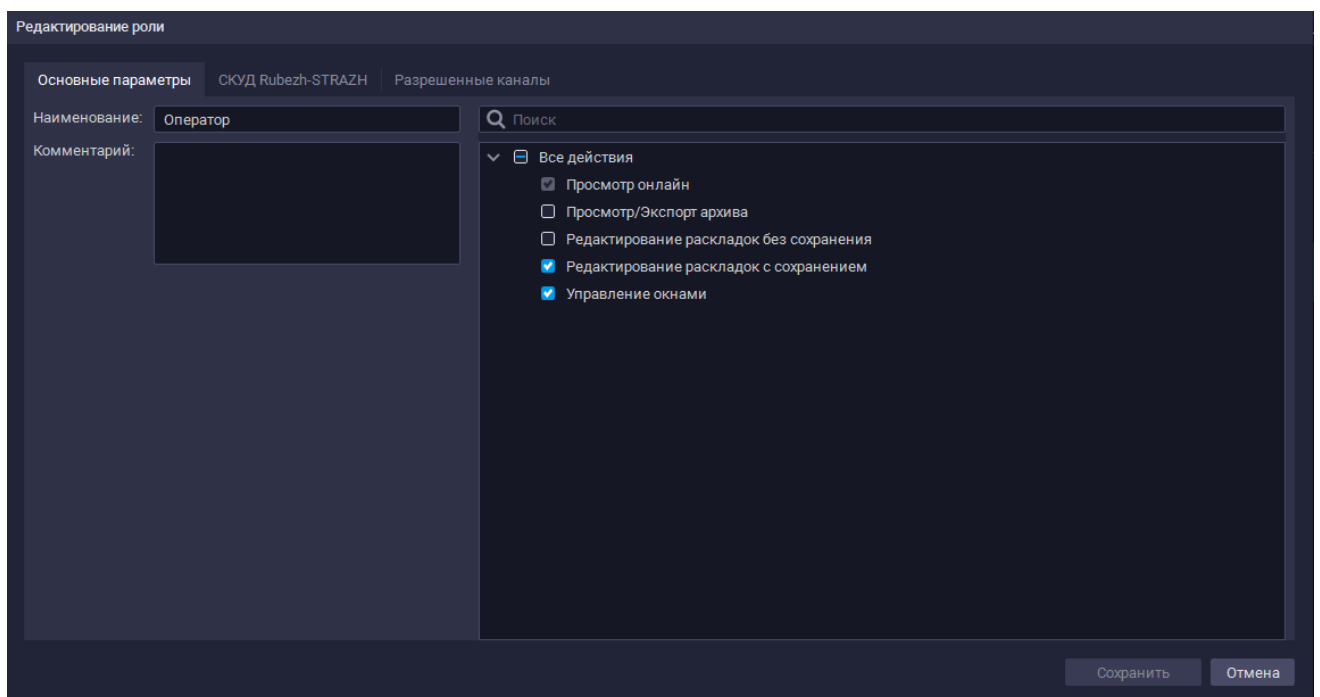 Редактирование роли
Основные параметры СКУД Rubezh-STRAZH Разрешенные каналы
Наименование: Оператор
Поиск
Комментарий:
Все действия
Просмотр онлайн
Просмотр/Экспорт архива
Редактирование раскладок без сохранения
Редактирование раскладок с сохранением
Управление окнами
Сохранить Отмена